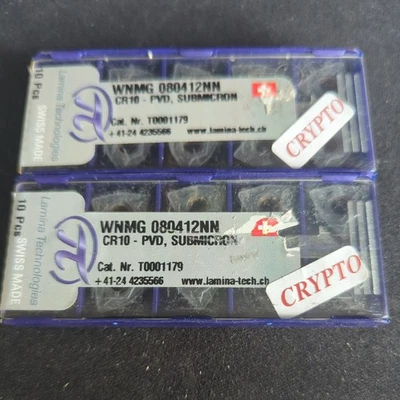 10 Pcs
Lamina Technologies
SWISS MADE
WNMG 080412NN
CR10 - PVD, SUBMICRON
Cat. Nr. T0001179
+41-24 4235566 www.lamina-tech.ch
CRYPTO
10 Pcs
Lamina Technologies
SWISS MADE
WNMG 080412NN
CR10 - PVD, SUBMICRON
Cat. Nr. T0001179
+41-24 4235566 www.lamina-tech.ch
CRYPTO